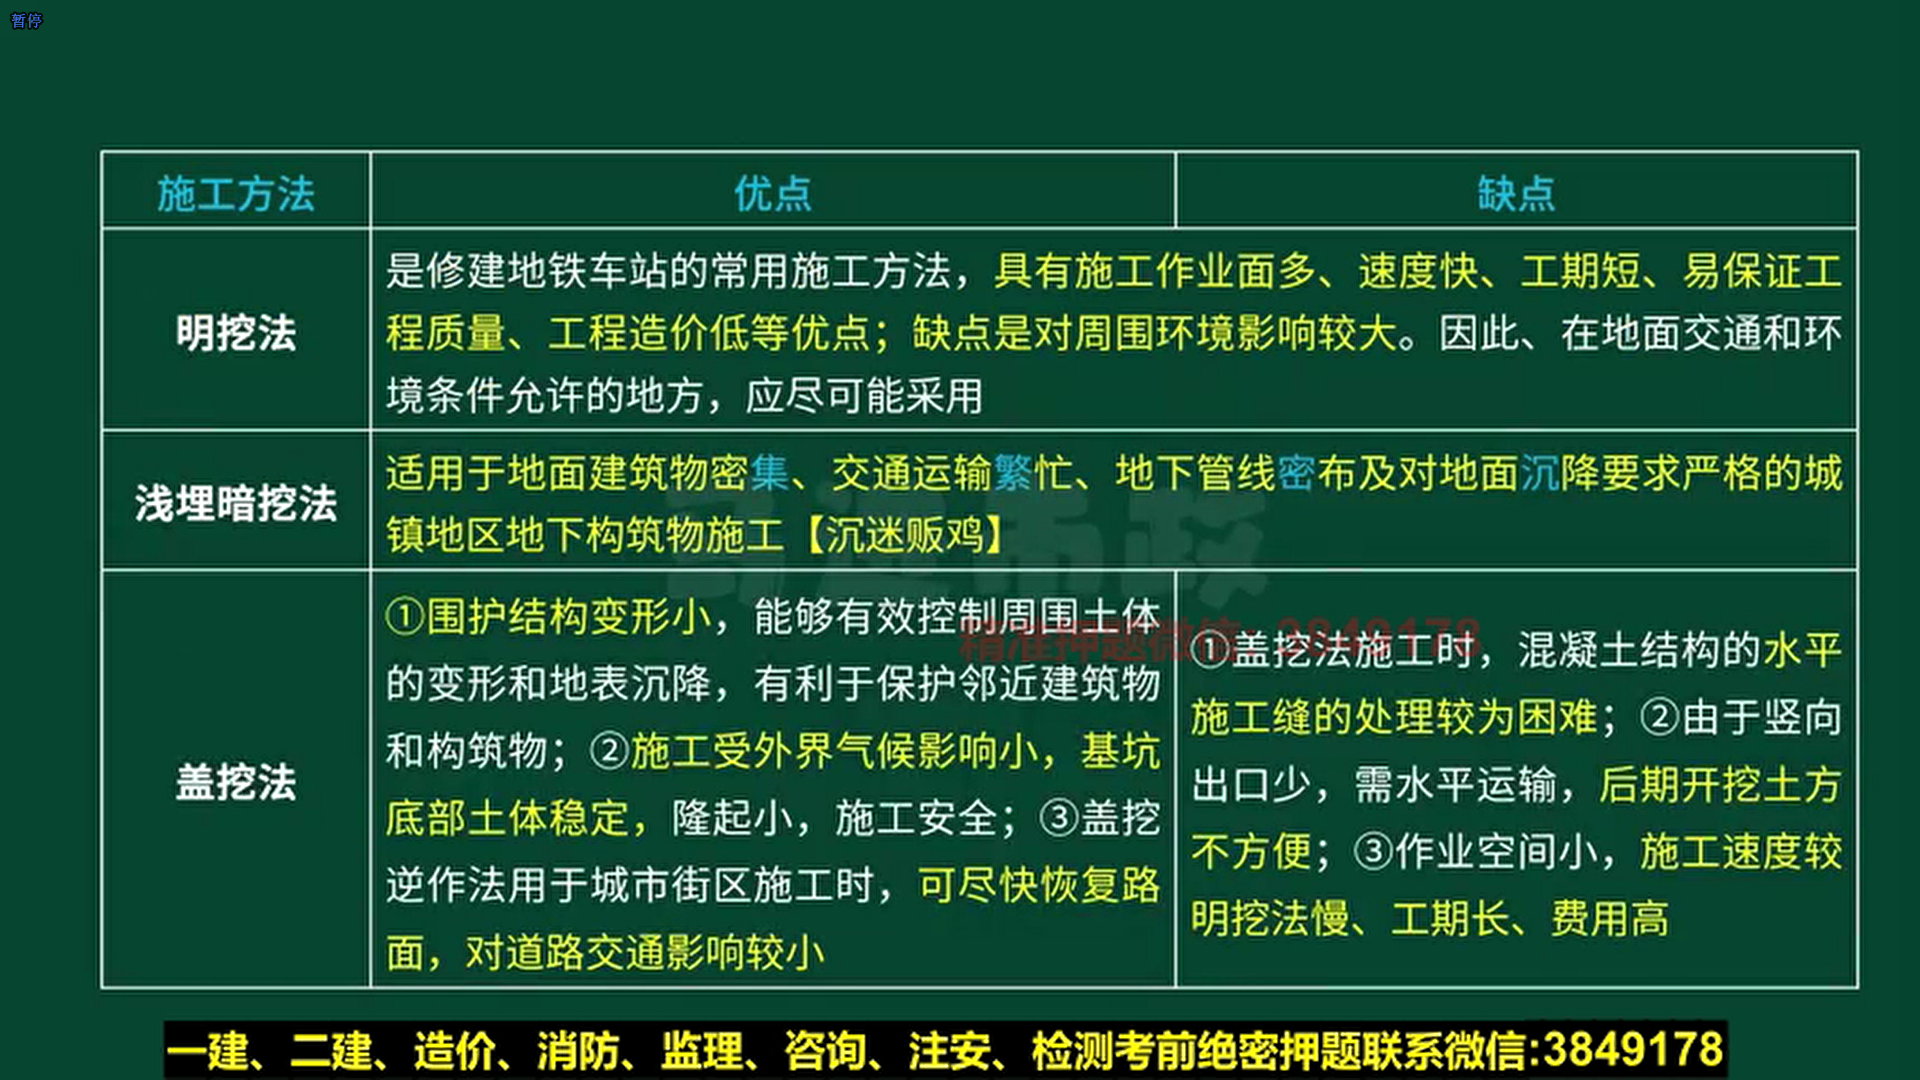 暂停
施工方法
优点
缺点
明挖法
是修建地铁车站的常用施工方法，具有施工作业面多、速度快、工期短、易保证工
程质量、工程造价低等优点；缺点是对周围环境影响较大。因此、在地面交通和环
境条件允许的地方，应尽可能采用
浅埋暗挖法
适用于地面建筑物密集、交通运输繁忙、地下管线密布及对地面沉降要求严格的城
镇地区地下构筑物施工【沉迷贩鸡】
盖挖法
①围护结构变形小，能够有效控制周围土体
的变形和地表沉降，有利于保护邻近建筑物
和构筑物；②施工受外界气候影响小，基坑
底部土体稳定，隆起小，施工安全；③盖挖
逆作法用于城市街区施工时，可尽快恢复路
面，对道路交通影响较小
①盖挖法施工时，混凝土结构的水平
施工缝的处理较为困难；②由于竖向
出口少，需水平运输，后期开挖土方
不方便；③作业空间小，施工速度较
明挖法慢、工期长、费用高
精准押题微信：3849178
一建、二建、造价、消防、监理、咨询、注安、检测考前绝密押题联系微信:3849178